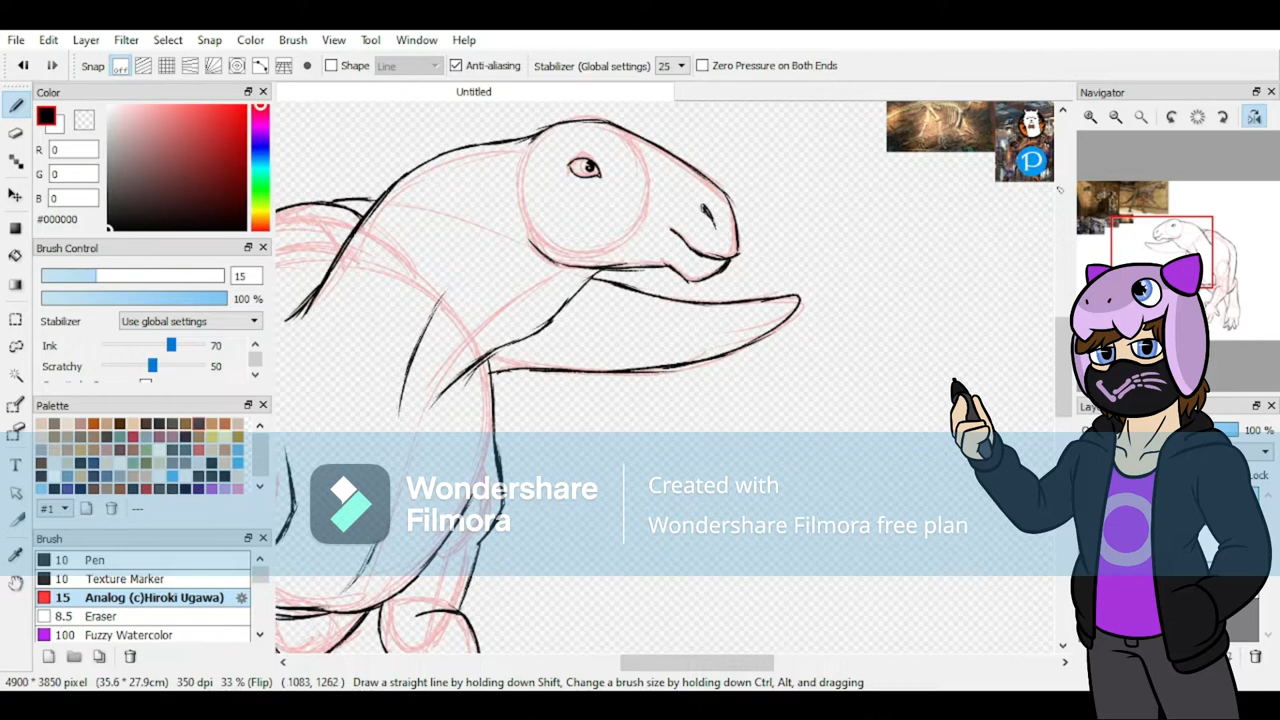 File Edit Layer Filter Select Snap Color Brush View Tool Window Help
Snap off Shape Line Anti-aliasing Stabilizer (Global settings) 25 Zero Pressure on Both Ends
Color
Untitled
Navigator
R 0
G 0
B 0
#000000
Brush Control
15
100 %
Stabilizer Use global settings
Ink 70
Scratchy 50
Palette
100 %
#1
---
Wondershare
Filmora
Created with
Wondershare Filmora free plan
Brush
10 Pen
10 Texture Marker
15 Analog (c)Hiroki Ugawa)
8.5 Eraser
100 Fuzzy Watercolor
4900 * 3850 pixel (35.6 * 27.9cm) 350 dpi 33 % (Flip) ( 1083, 1262 ) Draw a straight line by holding down Shift, Change a brush size by holding down Ctrl, Alt, and dragging